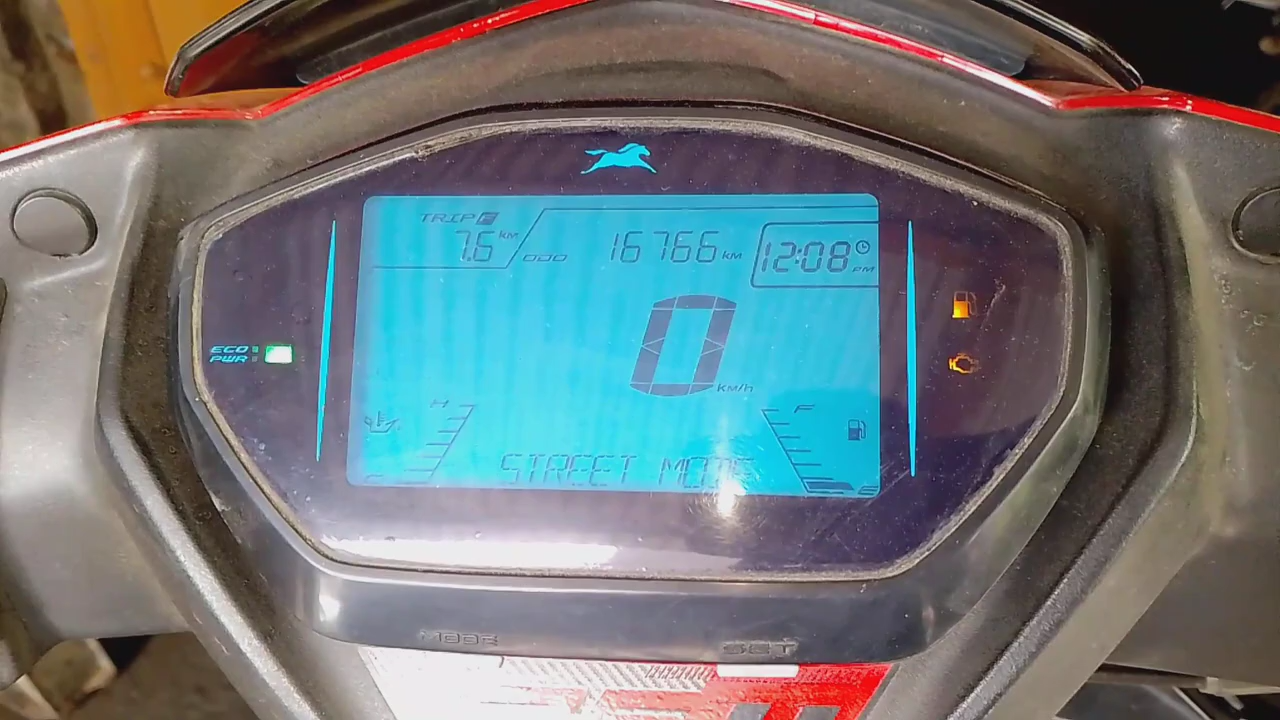 TRIP F
7.6 KM
16766 KM
12:08 PM
ECO
PWR
0
KM/h
H
F
C
E
STREET MODE
MODE
SET